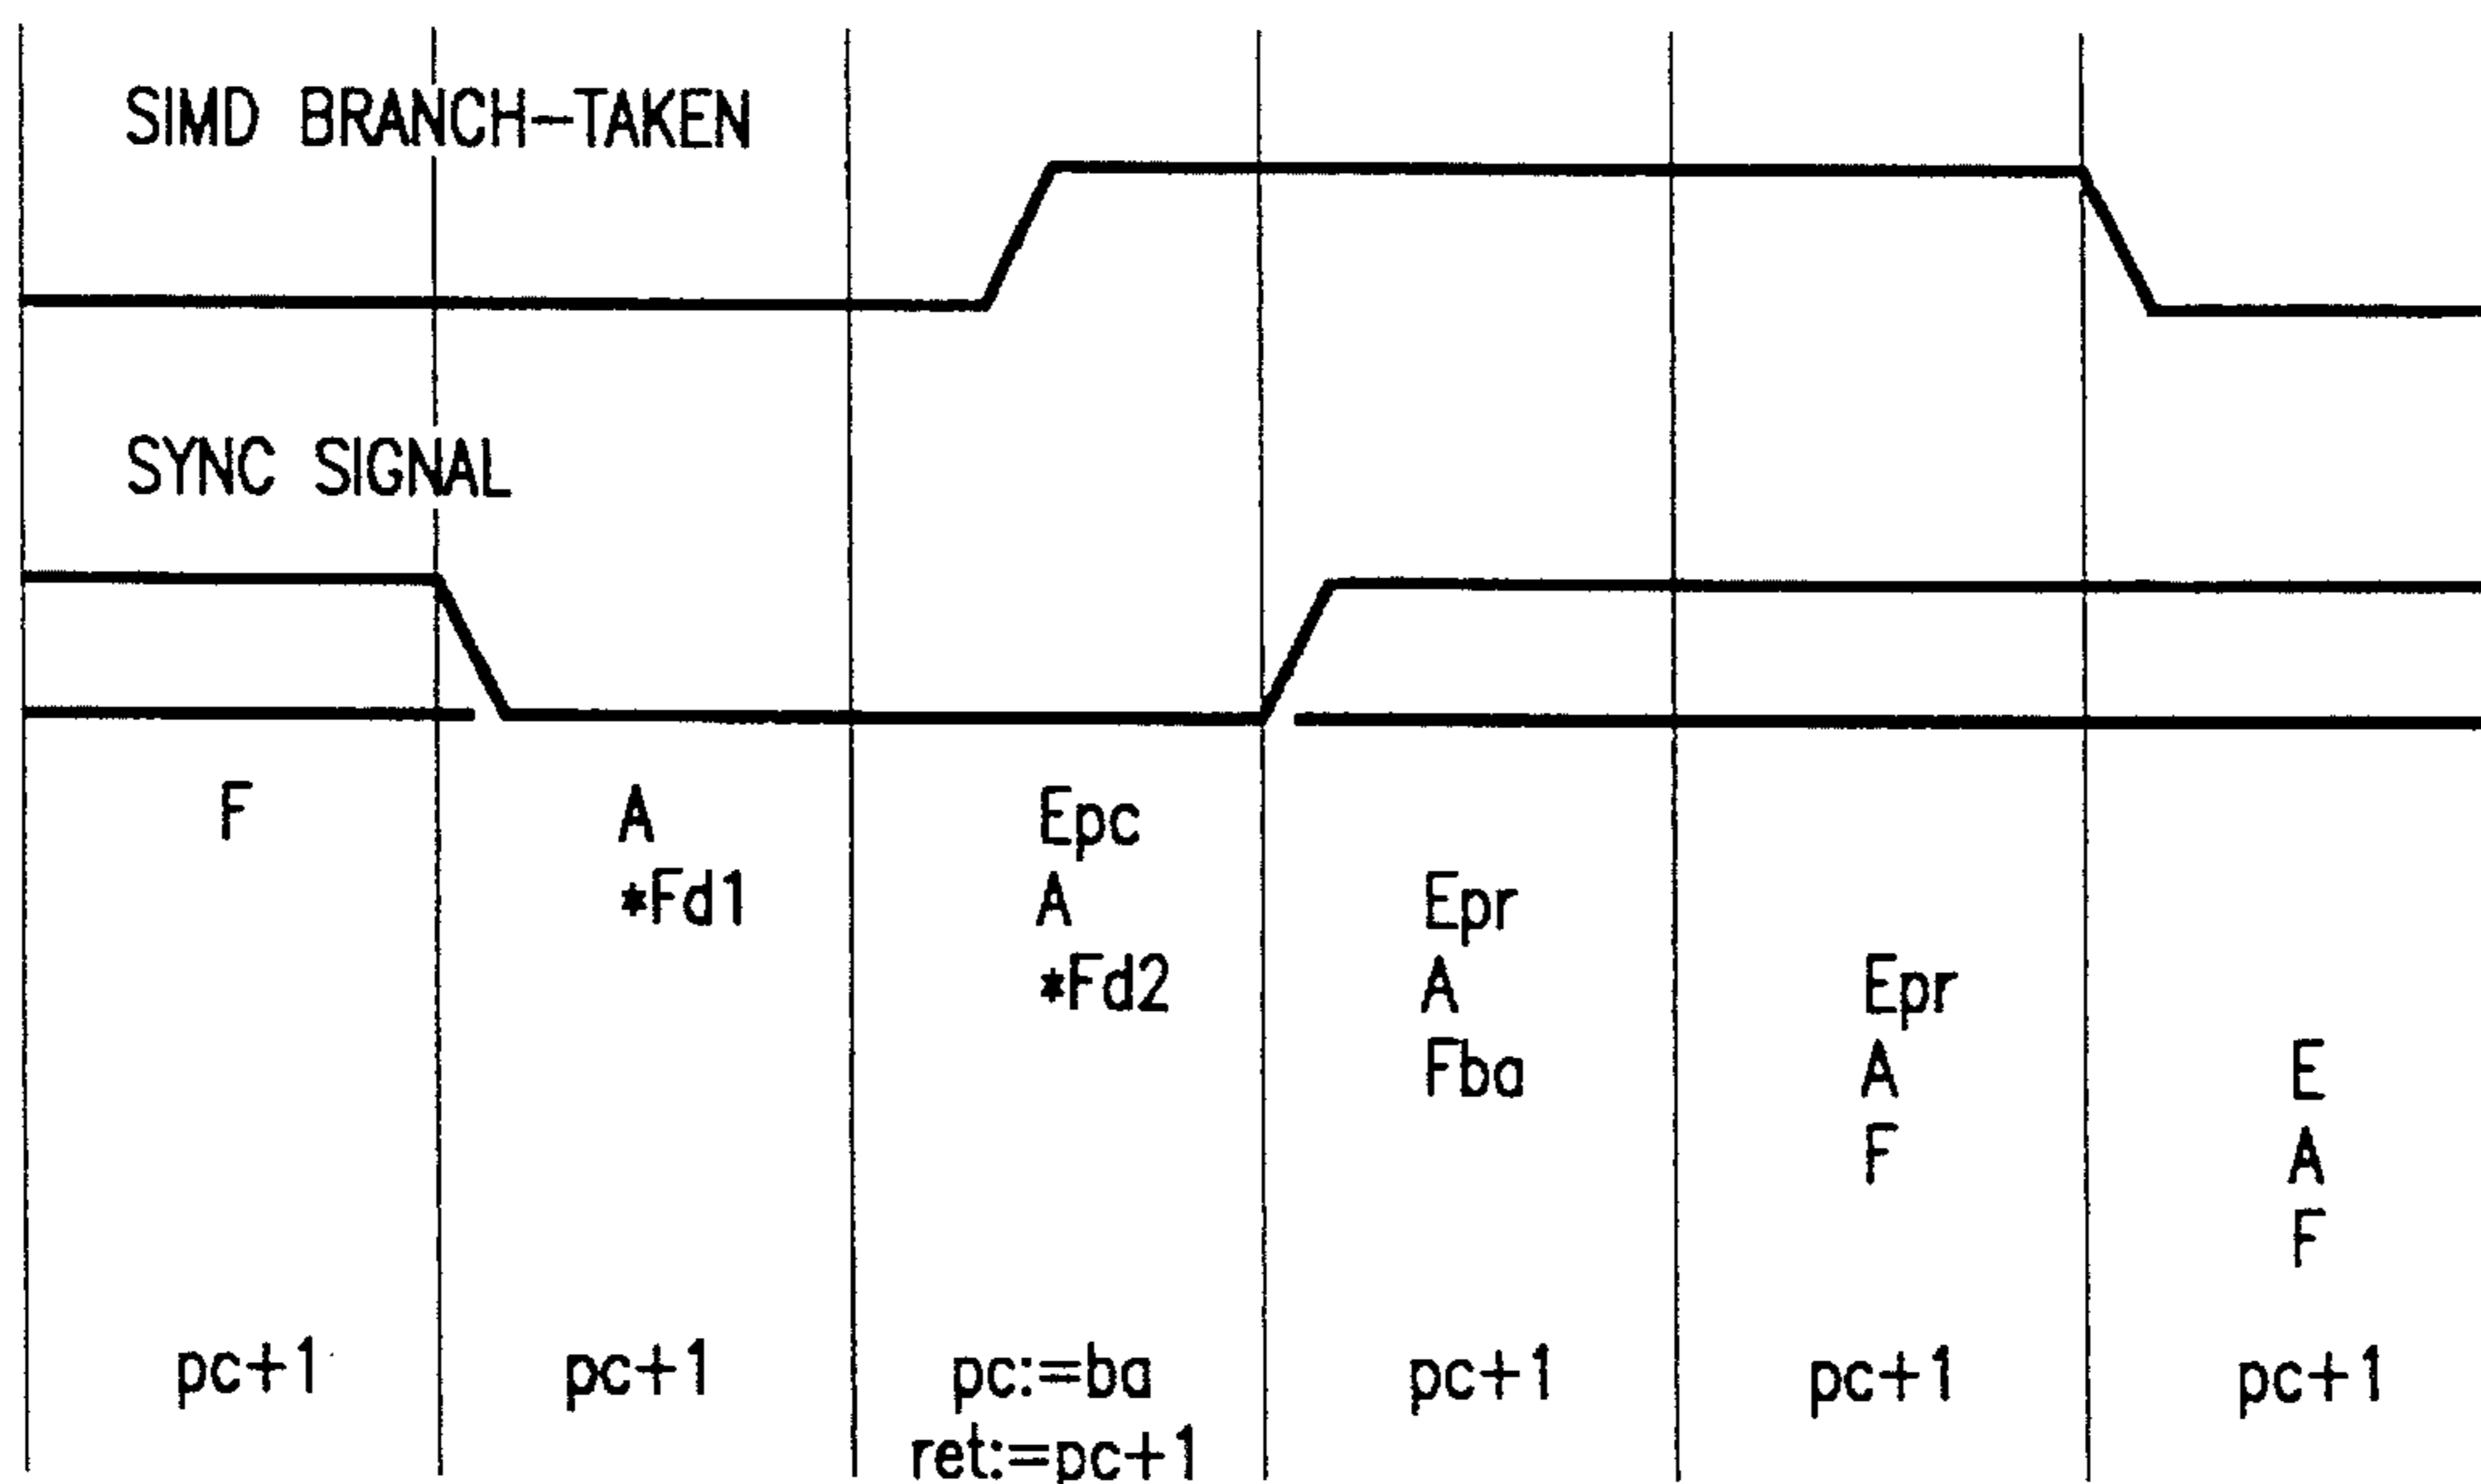 SIMD BRANCH-TAKEN
SYNC SIGNAL
F A Epc
*Fd1 A Epr
*Fd2 A Epr
Fba A E
F A
F
pc+1 pc+1 pc:=ba pc+1 pc+1 pc+1
ret:=pc+1